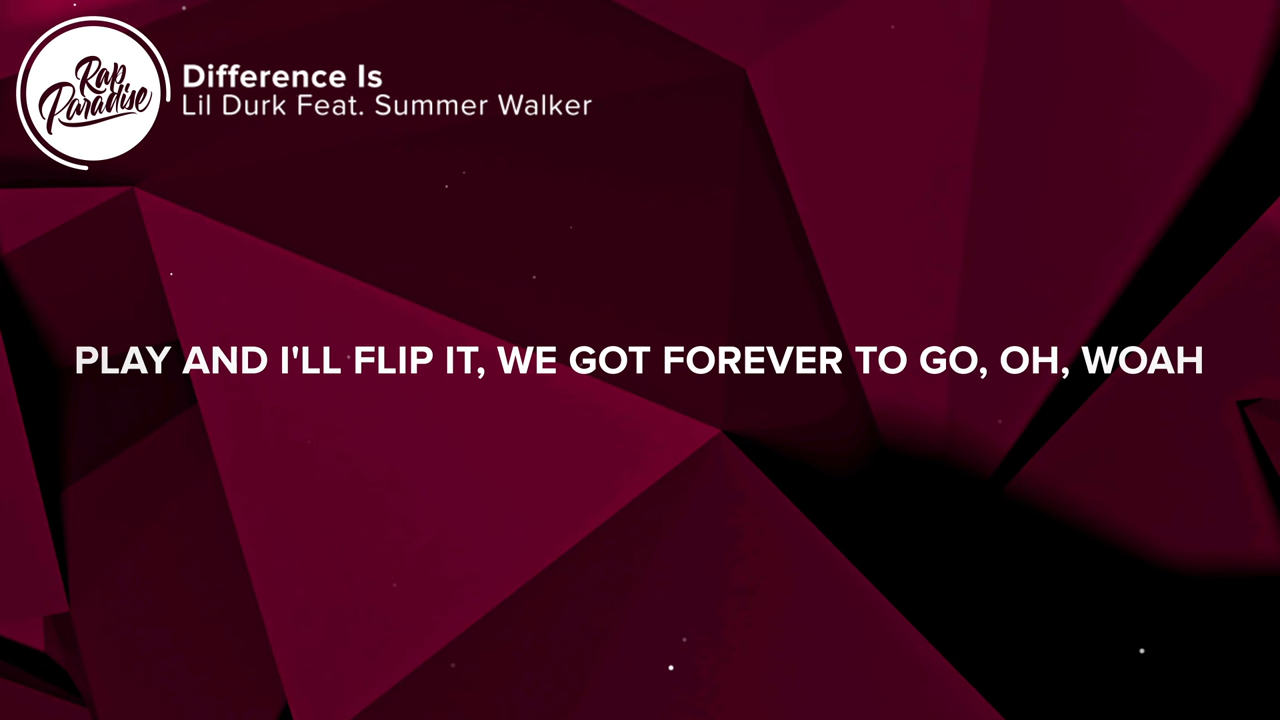 Rap
Paradise
Difference Is
Lil Durk Feat. Summer Walker
PLAY AND I'LL FLIP IT, WE GOT FOREVER TO GO, OH, WOAH